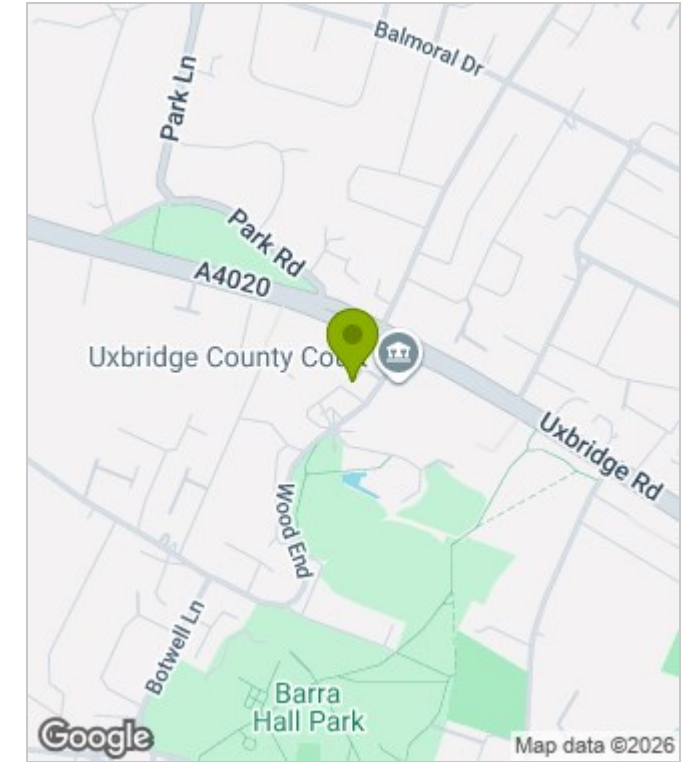 Balmoral Dr
Park Ln
Park Rd
A4020
Uxbridge County
Uxbridge Rd
Wood End
Botwell Ln
Barra
Hall Park
Google
Map data ©2026